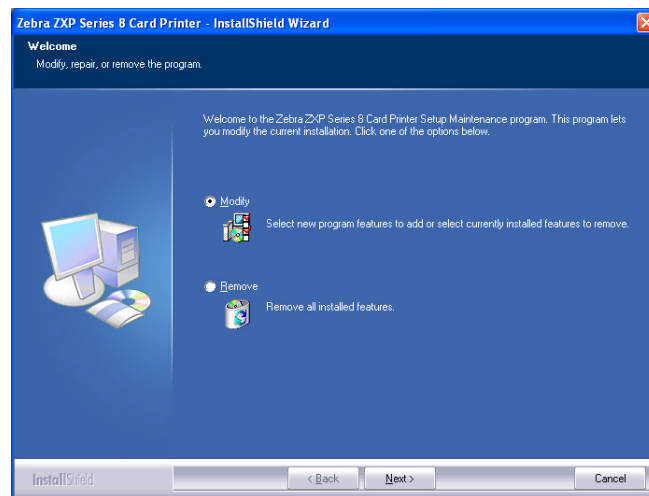 Zebra ZXP Series 8 Card Printer - InstallShield Wizard
Welcome
Modify, repair, or remove the program.
Welcome to the Zebra ZXP Series 8 Card Printer Setup Maintenance program. This program lets
you modify the current installation. Click one of the options below.
Modify
Select new program features to add or select currently installed features to remove.
Remove
Remove all installed features.
InstallShield
< Back
Next >
Cancel